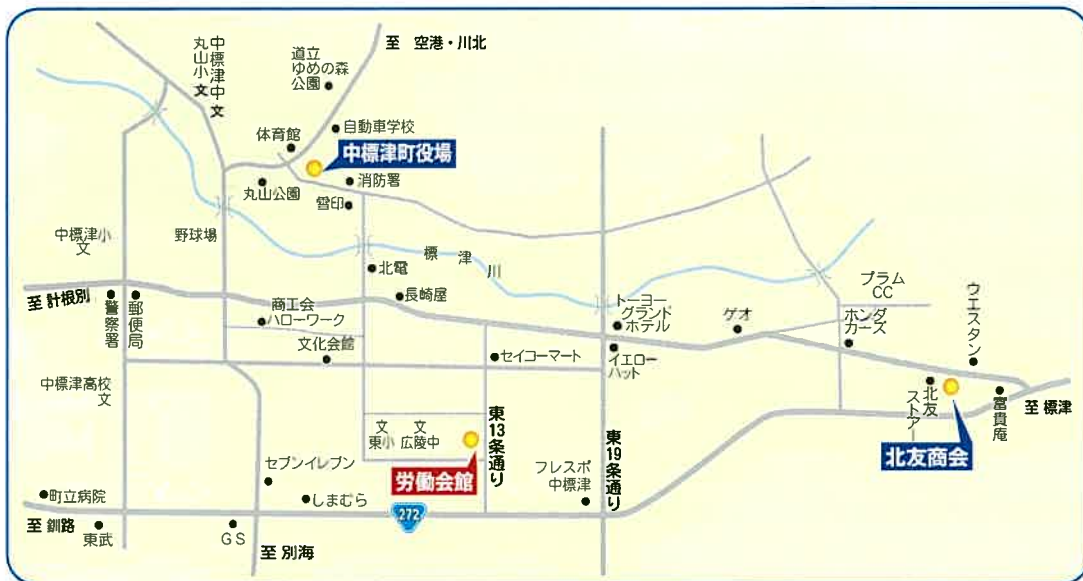 中標津中
文
丸山小
文
道立
ゆめの森
公園
至 空港・川北
自動車学校
体育館
中標津町役場
丸山公園
消防署
雪印
中標津小
文
野球場
北電
標津川
至 計根別
警察署
郵便局
商工会
ハローワーク
長崎屋
文化会館
トーヨー
グランド
ホテル
セイコーマート
イエロー
ハット
ゲオ
プラム
CC
ホンダ
カーズ
ウエスタン
中標津高校
文
北友
ストアー
富貴庵
至 標津
北友商会
文
東小
文
広陵中
東13条通り
東19条通り
労働会館
セブンイレブン
しまむら
フレスポ
中標津
町立病院
至 釧路
東武
GS
272
至 別海